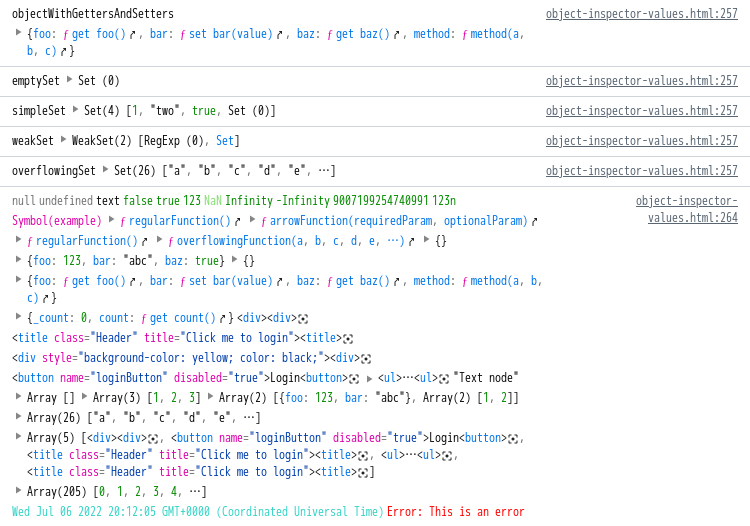 objectWithGettersAndSetters object-inspector-values.html:257
{foo: ƒ get foo(), bar: ƒ set bar(value), baz: ƒ get baz(), method: ƒ method(a,
b, c)}
emptySet Set (0) object-inspector-values.html:257
simpleSet Set(4) [1, "two", true, Set (0)] object-inspector-values.html:257
weakSet WeakSet(2) [RegExp (0), Set] object-inspector-values.html:257
overflowingSet Set(26) ["a", "b", "c", "d", "e", …] object-inspector-values.html:257
null undefined text false true 123 NaN Infinity -Infinity 9007199254740991 123n object-inspector-
values.html:264
Symbol(example) ƒ regularFunction() ƒ arrowFunction(requiredParam, optionalParam)
ƒ regularFunction() ƒ overflowingFunction(a, b, c, d, e, …) {}
{foo: 123, bar: "abc", baz: true} {}
{foo: ƒ get foo(), bar: ƒ set bar(value), baz: ƒ get baz(), method: ƒ method(a, b,
c)}
{_count: 0, count: ƒ get count()} <div><div>
<title class="Header" title="Click me to login"><title>
<div style="background-color: yellow; color: black;"><div>
<button name="loginButton" disabled="true">Login<button> <ul>…<ul> "Text node"
Array [] Array(3) [1, 2, 3] Array(2) [{foo: 123, bar: "abc"}, Array(2) [1, 2]]
Array(26) ["a", "b", "c", "d", "e", …]
Array(5) [<div><div>, <button name="loginButton" disabled="true">Login<button>,
<title class="Header" title="Click me to login"><title>, <ul>…<ul>,
<title class="Header" title="Click me to login"><title>]
Array(205) [0, 1, 2, 3, 4, …]
Wed Jul 06 2022 20:12:05 GMT+0000 (Coordinated Universal Time) Error: This is an error